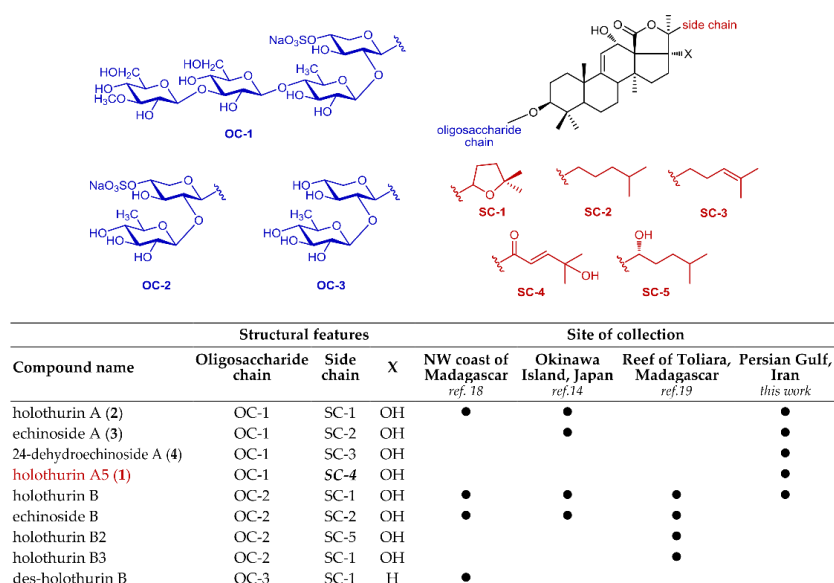 NaO3SO
O
HO
O
HOHO
HO
O
H3C
O
HO
O
HO
O
HO
O
HO
O
H3CO
HO
O
HO
O
HO
OH
OC-1
HO
O
O
side chain
X
O
oligosaccharide
chain
NaO3SO
O
HO
O
H3C
O
HO
O
HO
OH
OC-2
HO
O
HO
O
H3C
O
HO
O
HO
OH
OC-3
O
SC-1
SC-2
SC-3
O
OH
SC-4
OH
SC-5
Structural features Site of collection
Compound name Oligosaccharide chain Side chain X NW coast of Madagascar ref. 18 Okinawa Island, Japan ref.14 Reef of Toliara, Madagascar ref.19 Persian Gulf, Iran this work
holothurin A (2) OC-1 SC-1 OH ● ● ●
echinoside A (3) OC-1 SC-2 OH ● ●
24-dehydroechinoside A (4) OC-1 SC-3 OH ●
holothurin A5 (1) OC-1 SC-4 OH ●
holothurin B OC-2 SC-1 OH ● ● ● ●
echinoside B OC-2 SC-2 OH ● ● ●
holothurin B2 OC-2 SC-5 OH ●
holothurin B3 OC-2 SC-1 OH ●
des-holothurin B OC-3 SC-1 H ●